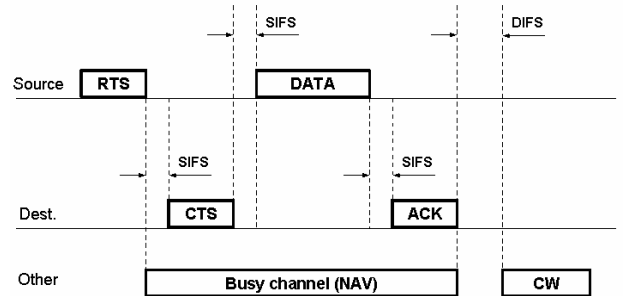 SIFS
DIFS
Source
RTS
DATA
SIFS
SIFS
Dest.
CTS
ACK
Other
Busy channel (NAV)
CW